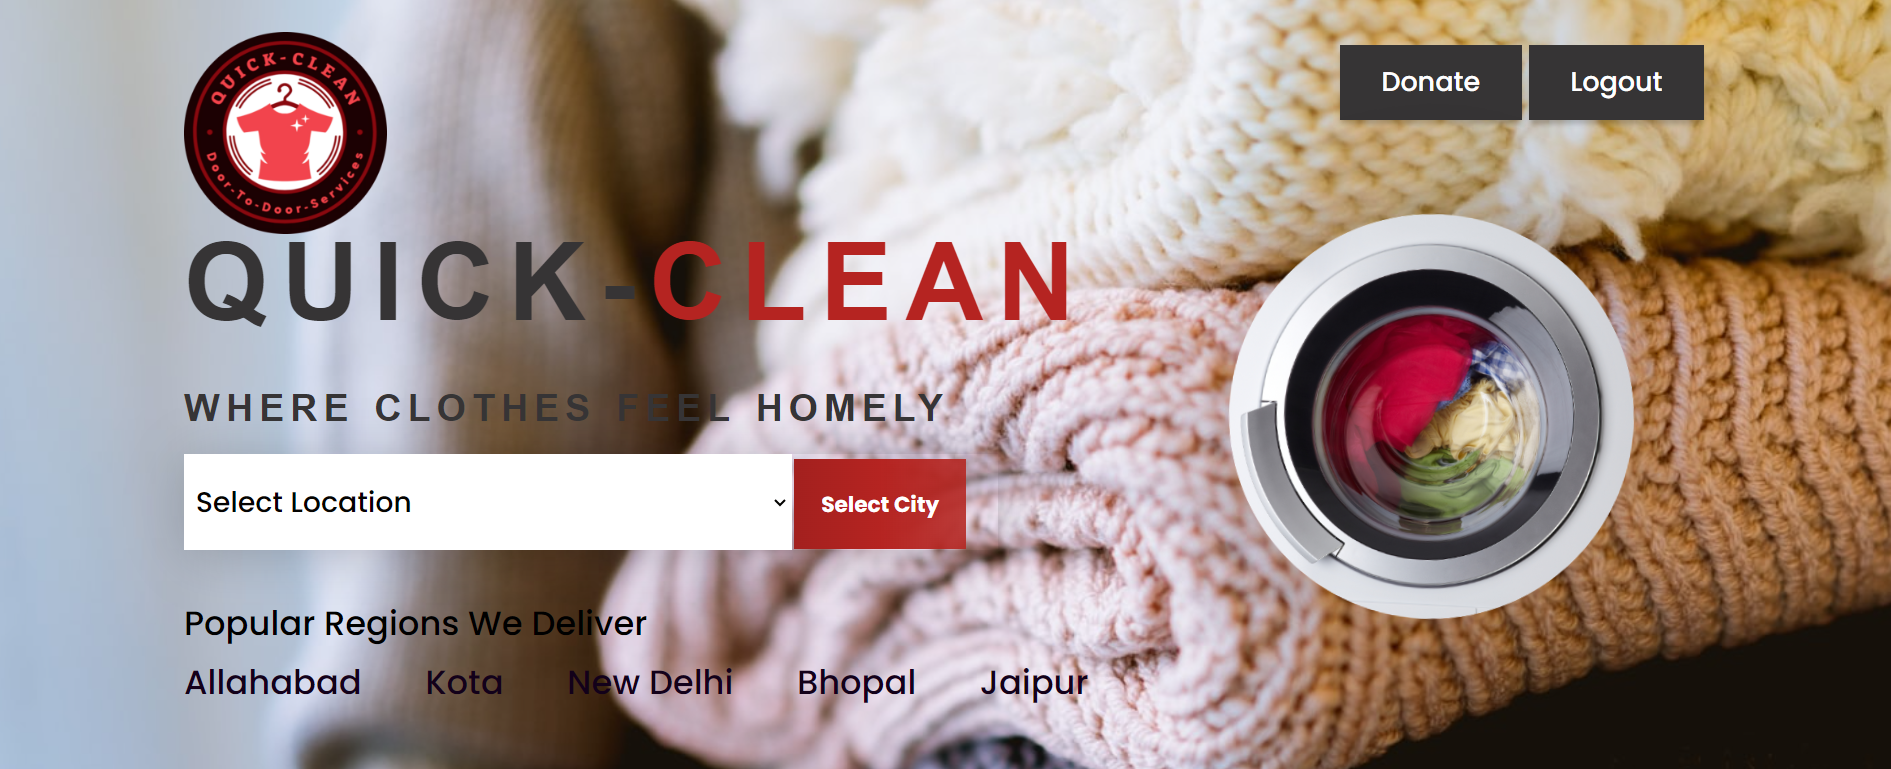 QUICK-CLEAN
Door-To-Door-Services
Donate
Logout
QUICK-CLEAN
WHERE CLOTHES FEEL HOMELY
Select Location
Select City
Popular Regions We Deliver
Allahabad Kota New Delhi Bhopal Jaipur